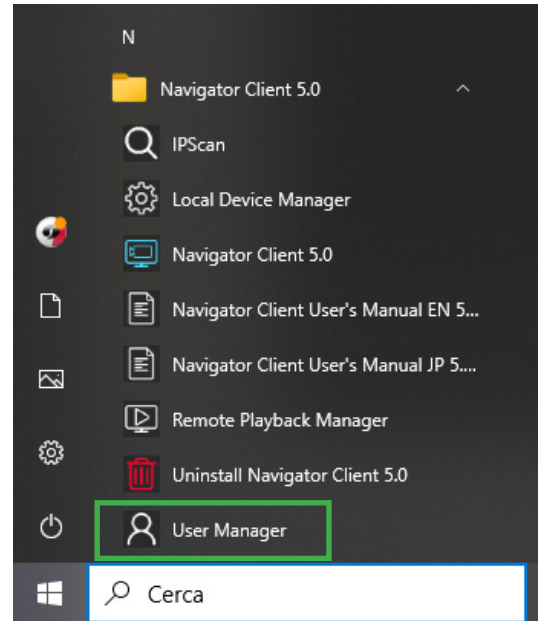 N
Navigator Client 5.0
IPScan
Local Device Manager
Navigator Client 5.0
Navigator Client User's Manual EN 5...
Navigator Client User's Manual JP 5....
Remote Playback Manager
Uninstall Navigator Client 5.0
User Manager
Cerca